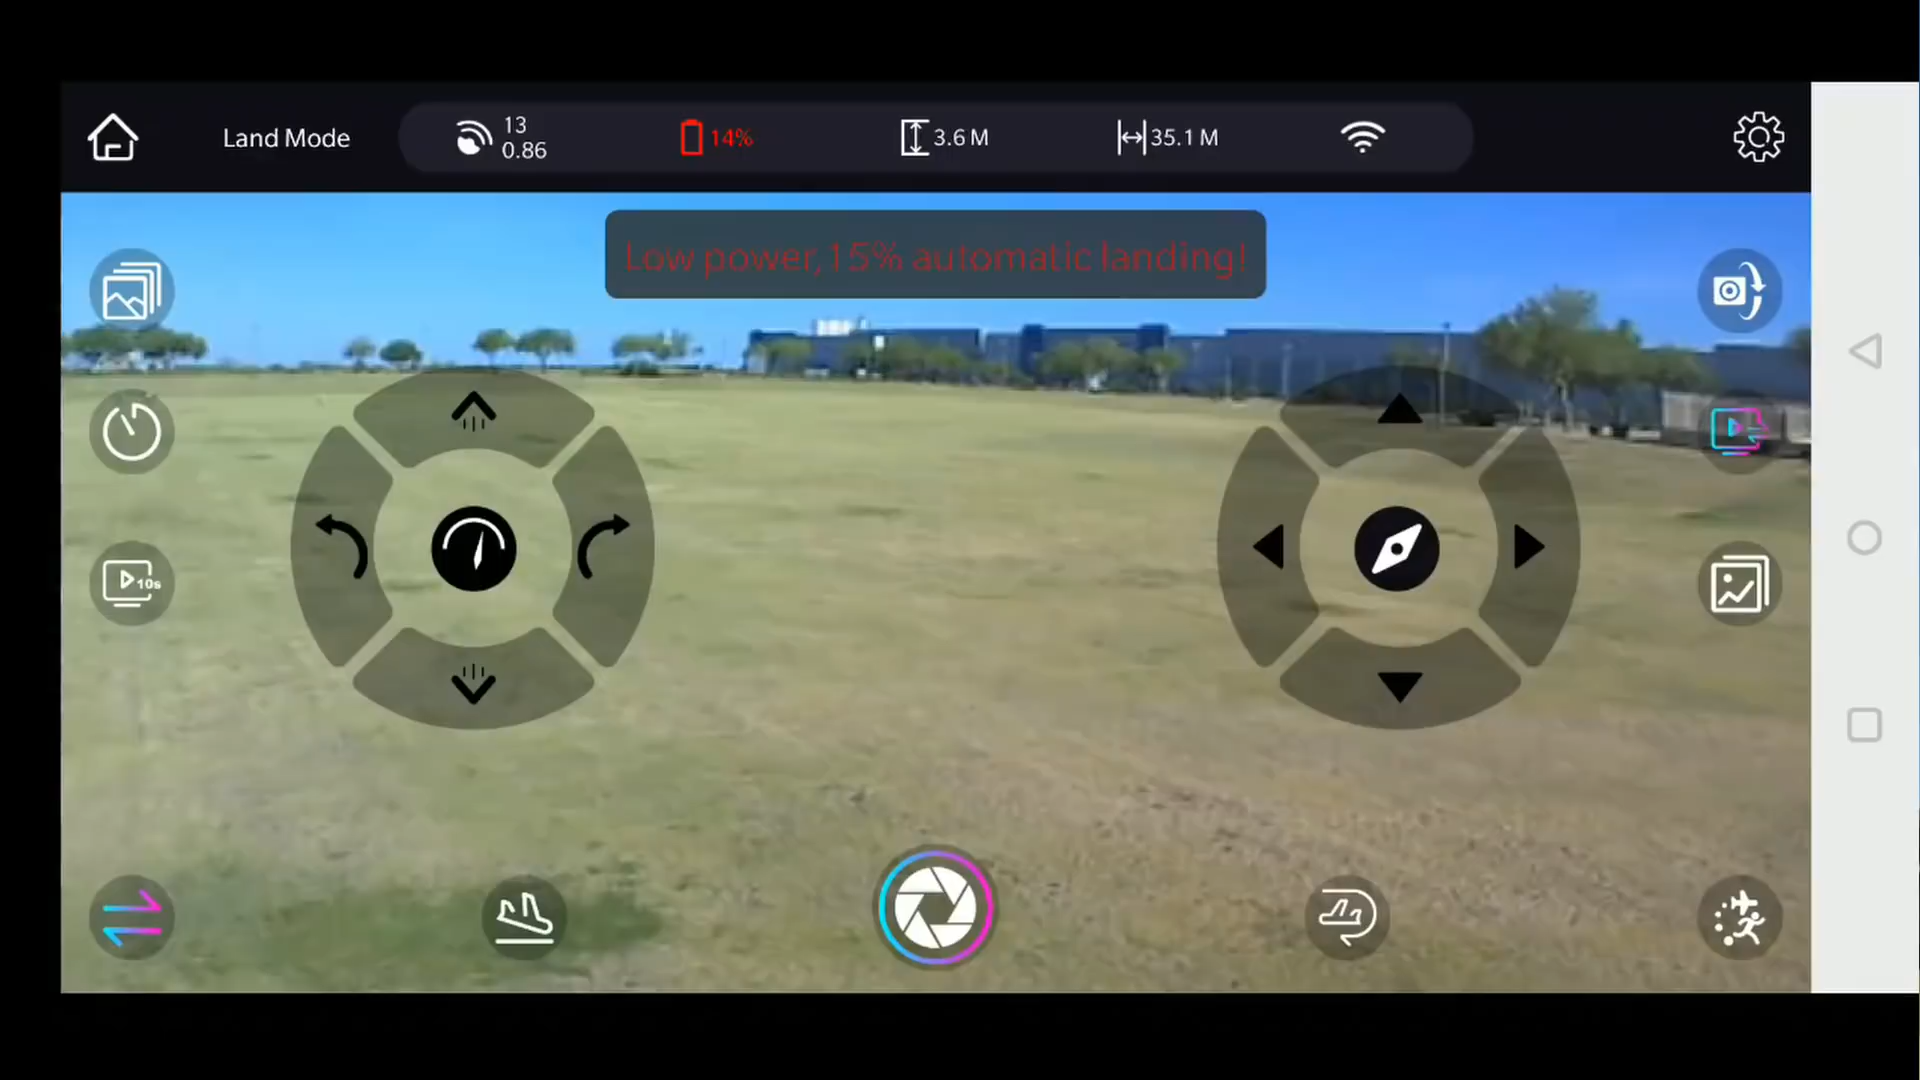 Land Mode
13
0.86
14%
3.6 M
35.1 M
Low power,15% automatic landing!
10s